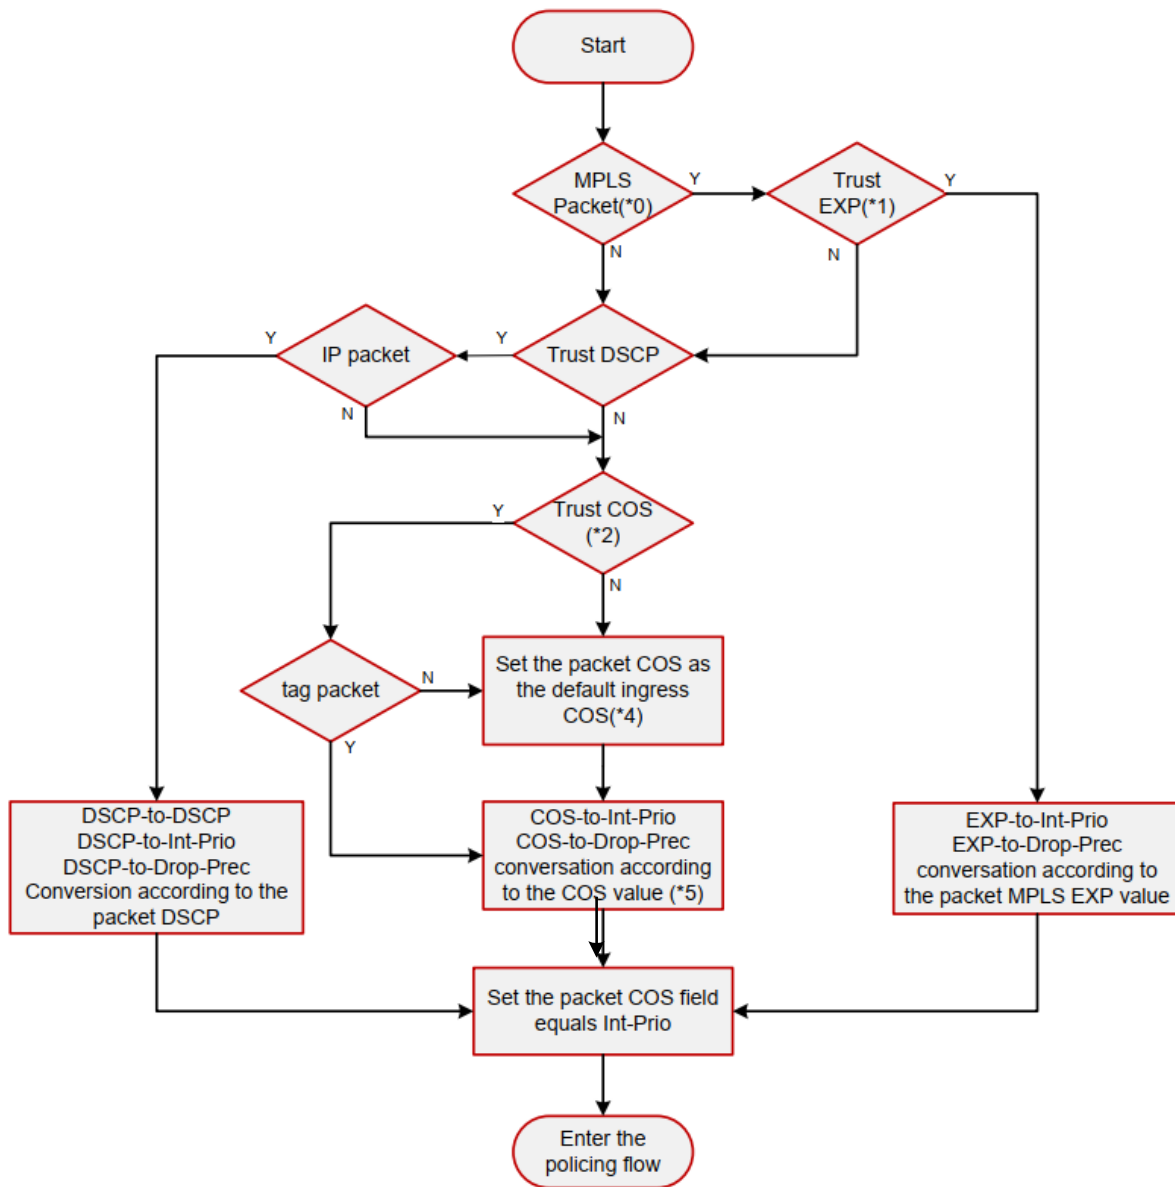 Start
MPLS
Packet(*0)
Y
Trust
EXP(*1)
Y
N
N
Y
IP packet
Y
Trust DSCP
N
N
Y
Trust COS
(*2)
N
tag packet
N
Y
Set the packet COS as
the default ingress
COS(*4)
DSCP-to-DSCP
DSCP-to-Int-Prio
DSCP-to-Drop-Prec
Conversion according to the
packet DSCP
COS-to-Int-Prio
COS-to-Drop-Prec
conversation according
to the COS value (*5)
EXP-to-Int-Prio
EXP-to-Drop-Prec
conversation according to
the packet MPLS EXP value
Set the packet COS field
equals Int-Prio
Enter the
policing flow